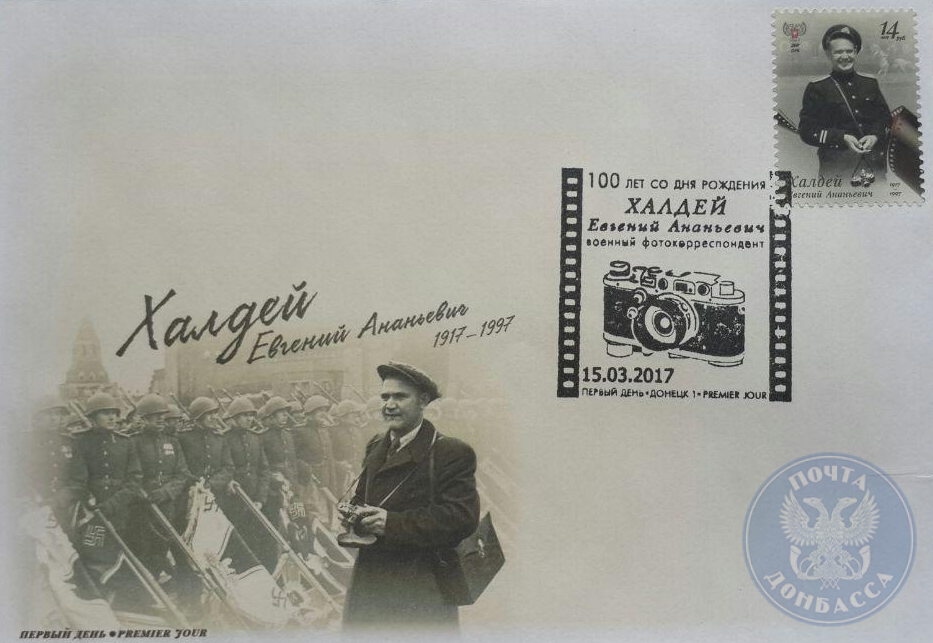 14
руб
Халдей
Евгений Ананьевич
1917
1997
100 ЛЕТ СО ДНЯ РОЖДЕНИЯ
ХАЛДЕЙ
Евгений Ананьевич
военный фотокорреспондент
15.03.2017
ПЕРВЫЙ ДЕНЬ • ДОНЕЦК 1 • PREMIER JOUR
Халдей
Евгений Ананьевич
1917–1997
ПОЧТА
ДОНБАССА
ПЕРВЫЙ ДЕНЬ • PREMIER JOUR